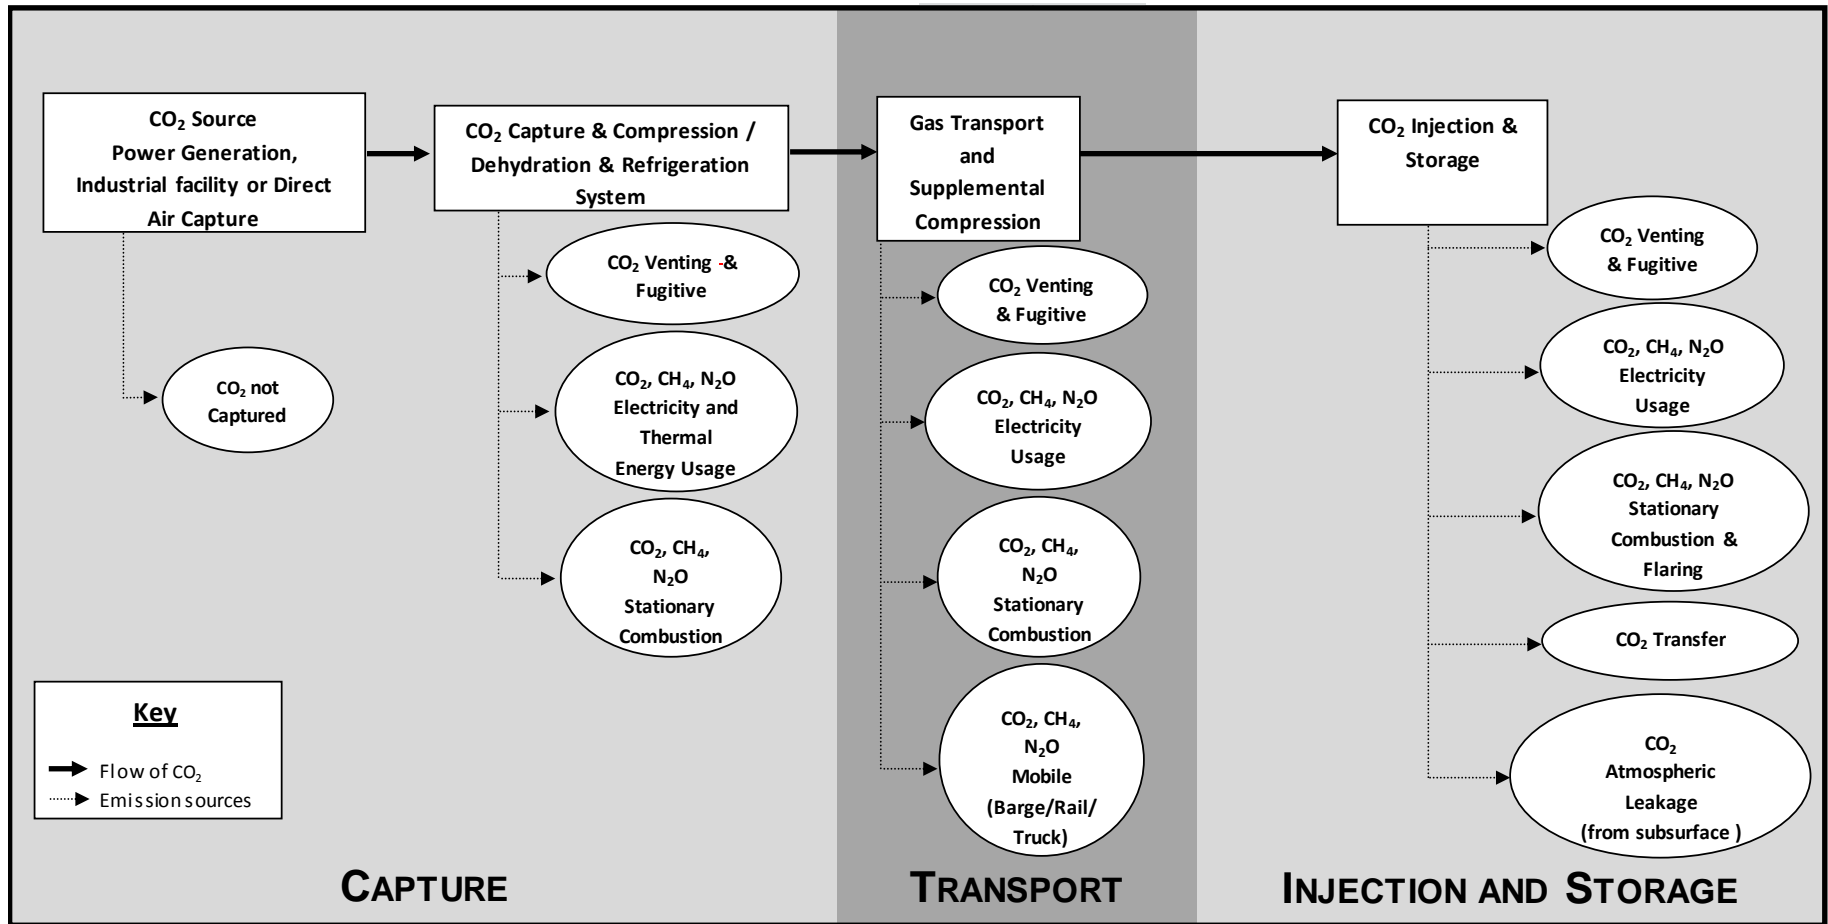 CO₂ Source
Power Generation,
Industrial facility or Direct
Air Capture
CO₂ not
Captured
CO₂ Capture & Compression /
Dehydration & Refrigeration
System
CO₂ Venting -&
Fugitive
CO₂, CH₄, N₂O
Electricity and
Thermal
Energy Usage
CO₂, CH₄,
N₂O
Stationary
Combustion
Gas Transport
and
Supplemental
Compression
CO₂ Venting
& Fugitive
CO₂, CH₄, N₂O
Electricity
Usage
CO₂, CH₄,
N₂O
Stationary
Combustion
CO₂, CH₄,
N₂O
Mobile
(Barge/Rail/
Truck)
CO₂ Injection &
Storage
CO₂ Venting
& Fugitive
CO₂, CH₄, N₂O
Electricity
Usage
CO₂, CH₄, N₂O
Stationary
Combustion &
Flaring
CO₂ Transfer
CO₂
Atmospheric
Leakage
(from subsurface )
Key
Flow of CO₂
Emission sources
CAPTURE
TRANSPORT
INJECTION AND STORAGE